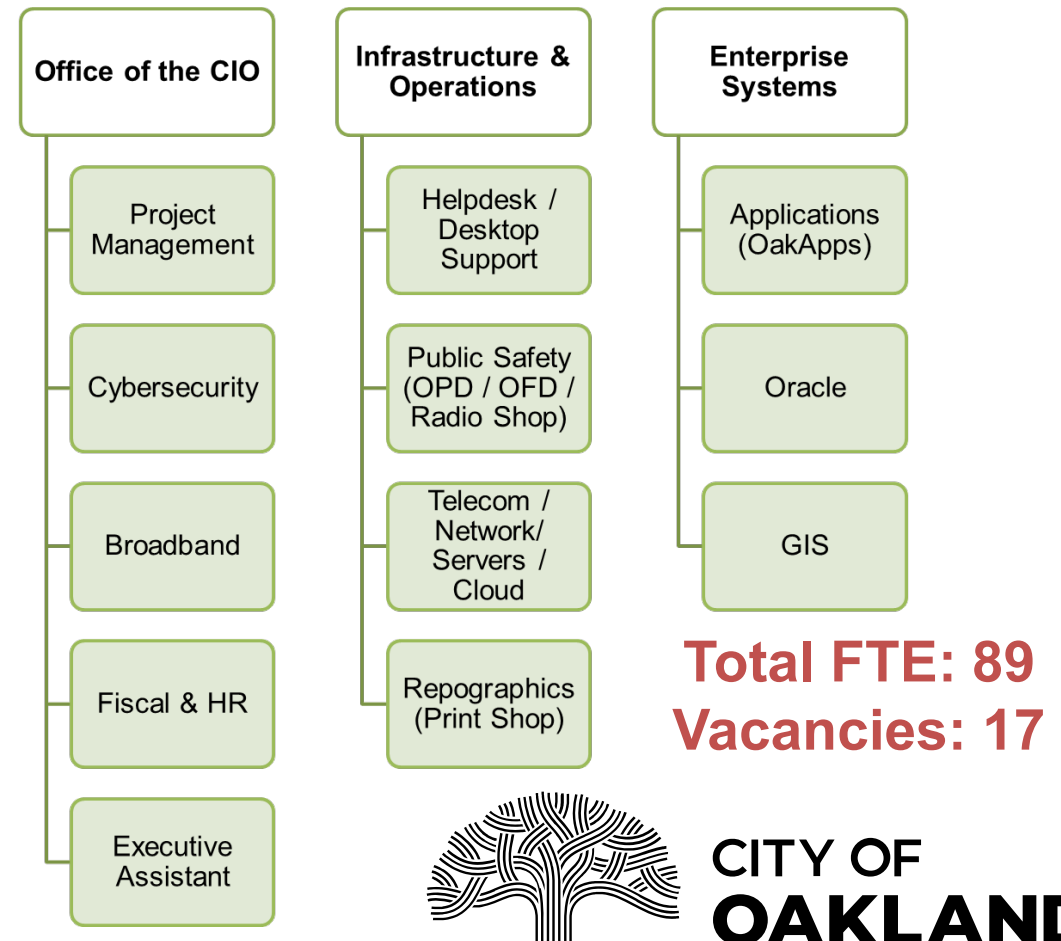 Office of the CIO
Project
Management
Cybersecurity
Broadband
Fiscal & HR
Executive
Assistant
Infrastructure &
Operations
Helpdesk /
Desktop
Support
Public Safety
(OPD / OFD /
Radio Shop)
Telecom /
Network/
Servers /
Cloud
Repographics
(Print Shop)
Enterprise
Systems
Applications
(OakApps)
Oracle
GIS
Total FTE: 89
Vacancies: 17
CITY OF
OAKLAND